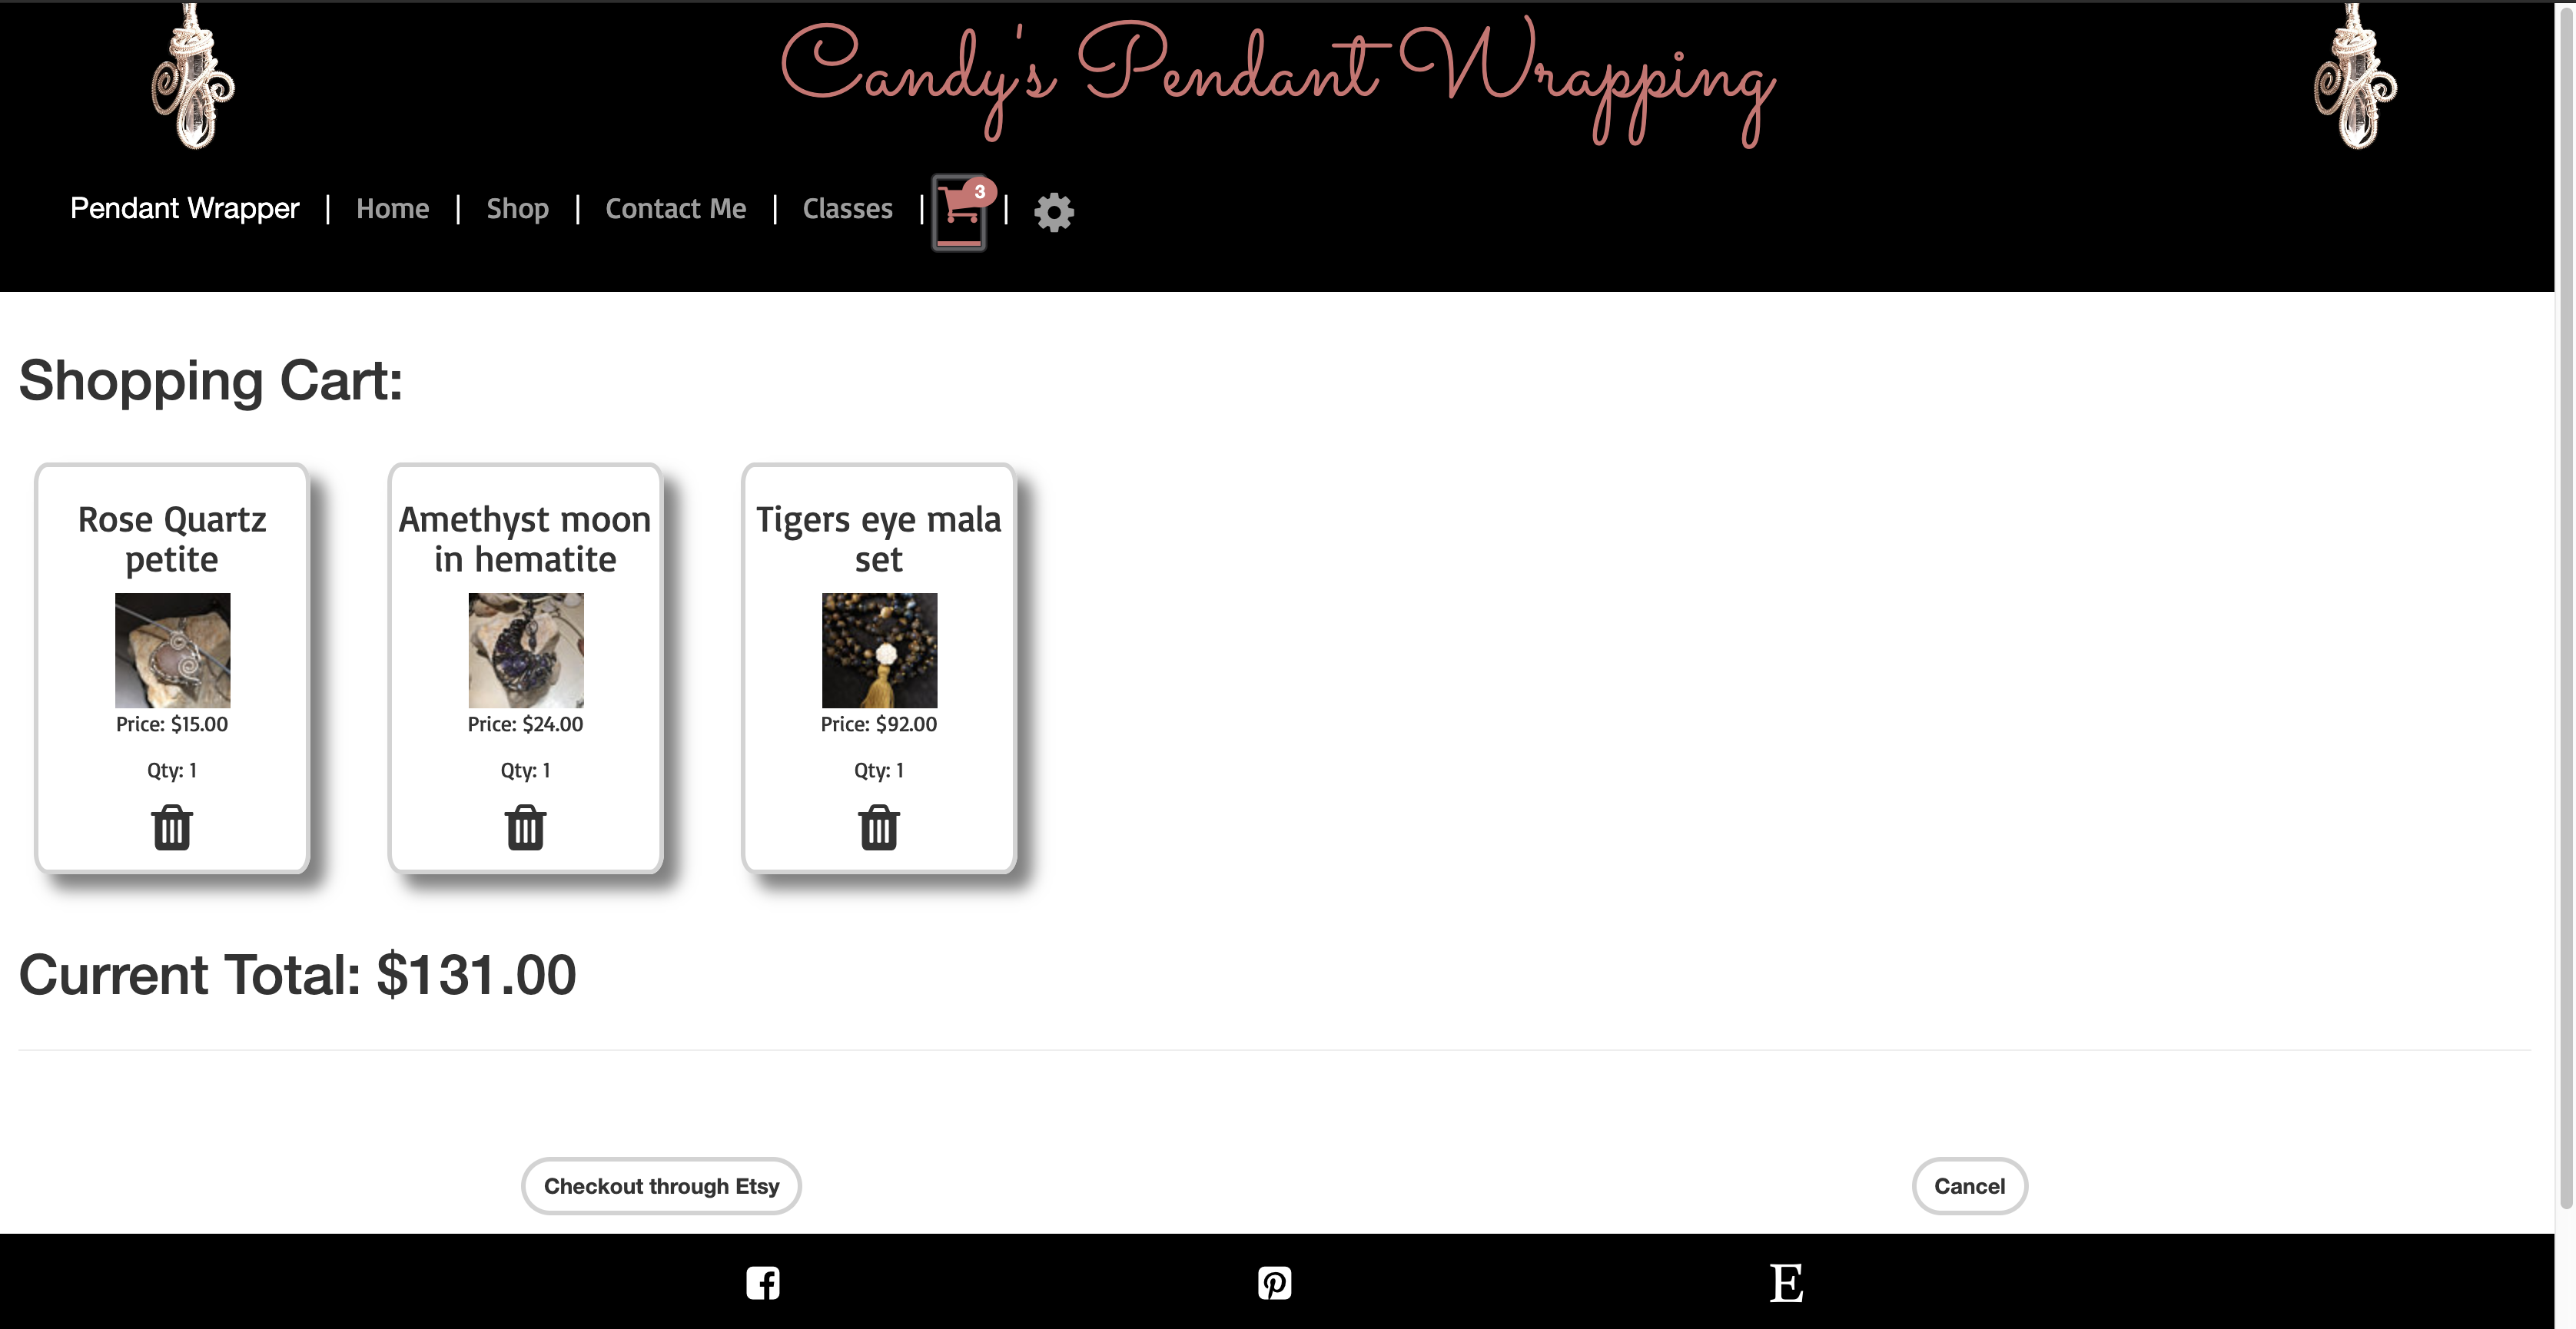 Candy's Pendant Wrapping
Pendant Wrapper | Home | Shop | Contact Me | Classes | 3 |
Shopping Cart:
Rose Quartz
petite
Price: $15.00
Qty: 1
Amethyst moon
in hematite
Price: $24.00
Qty: 1
Tigers eye mala
set
Price: $92.00
Qty: 1
Current Total: $131.00
Checkout through Etsy
Cancel
E